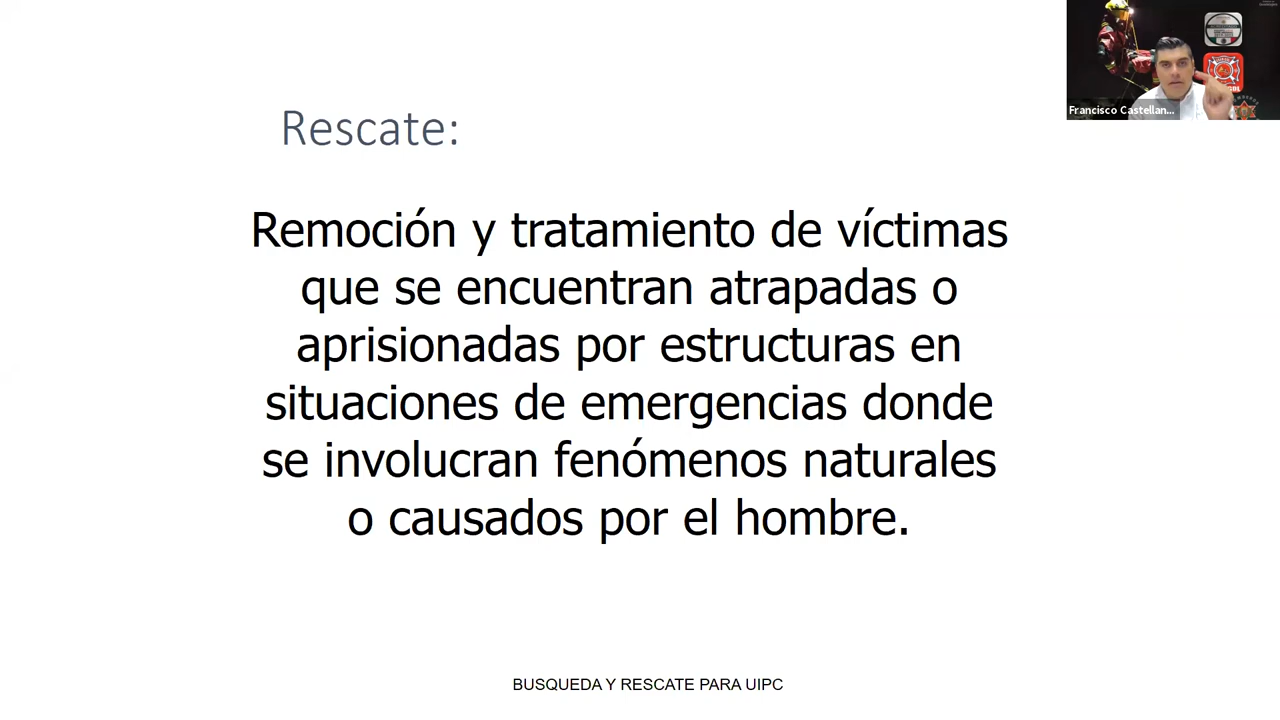 Rescate:
Remoción y tratamiento de víctimas
que se encuentran atrapadas o
aprisionadas por estructuras en
situaciones de emergencias donde
se involucran fenómenos naturales
o causados por el hombre.
BUSQUEDA Y RESCATE PARA UIPC
Francisco Castellan...